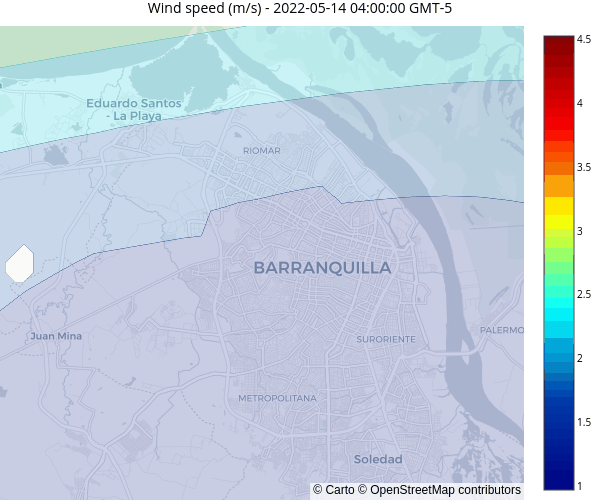 Wind speed (m/s) - 2022-05-14 04:00:00 GMT-5
4.5
Eduardo Santos
- La Playa
4
RIOMAR
3.5
3
BARRANQUILLA
2.5
Juan Mina
SURORIENTE
PALERMO
2
METROPOLITANA
1.5
Soledad
1
© Carto © OpenStreetMap contributors